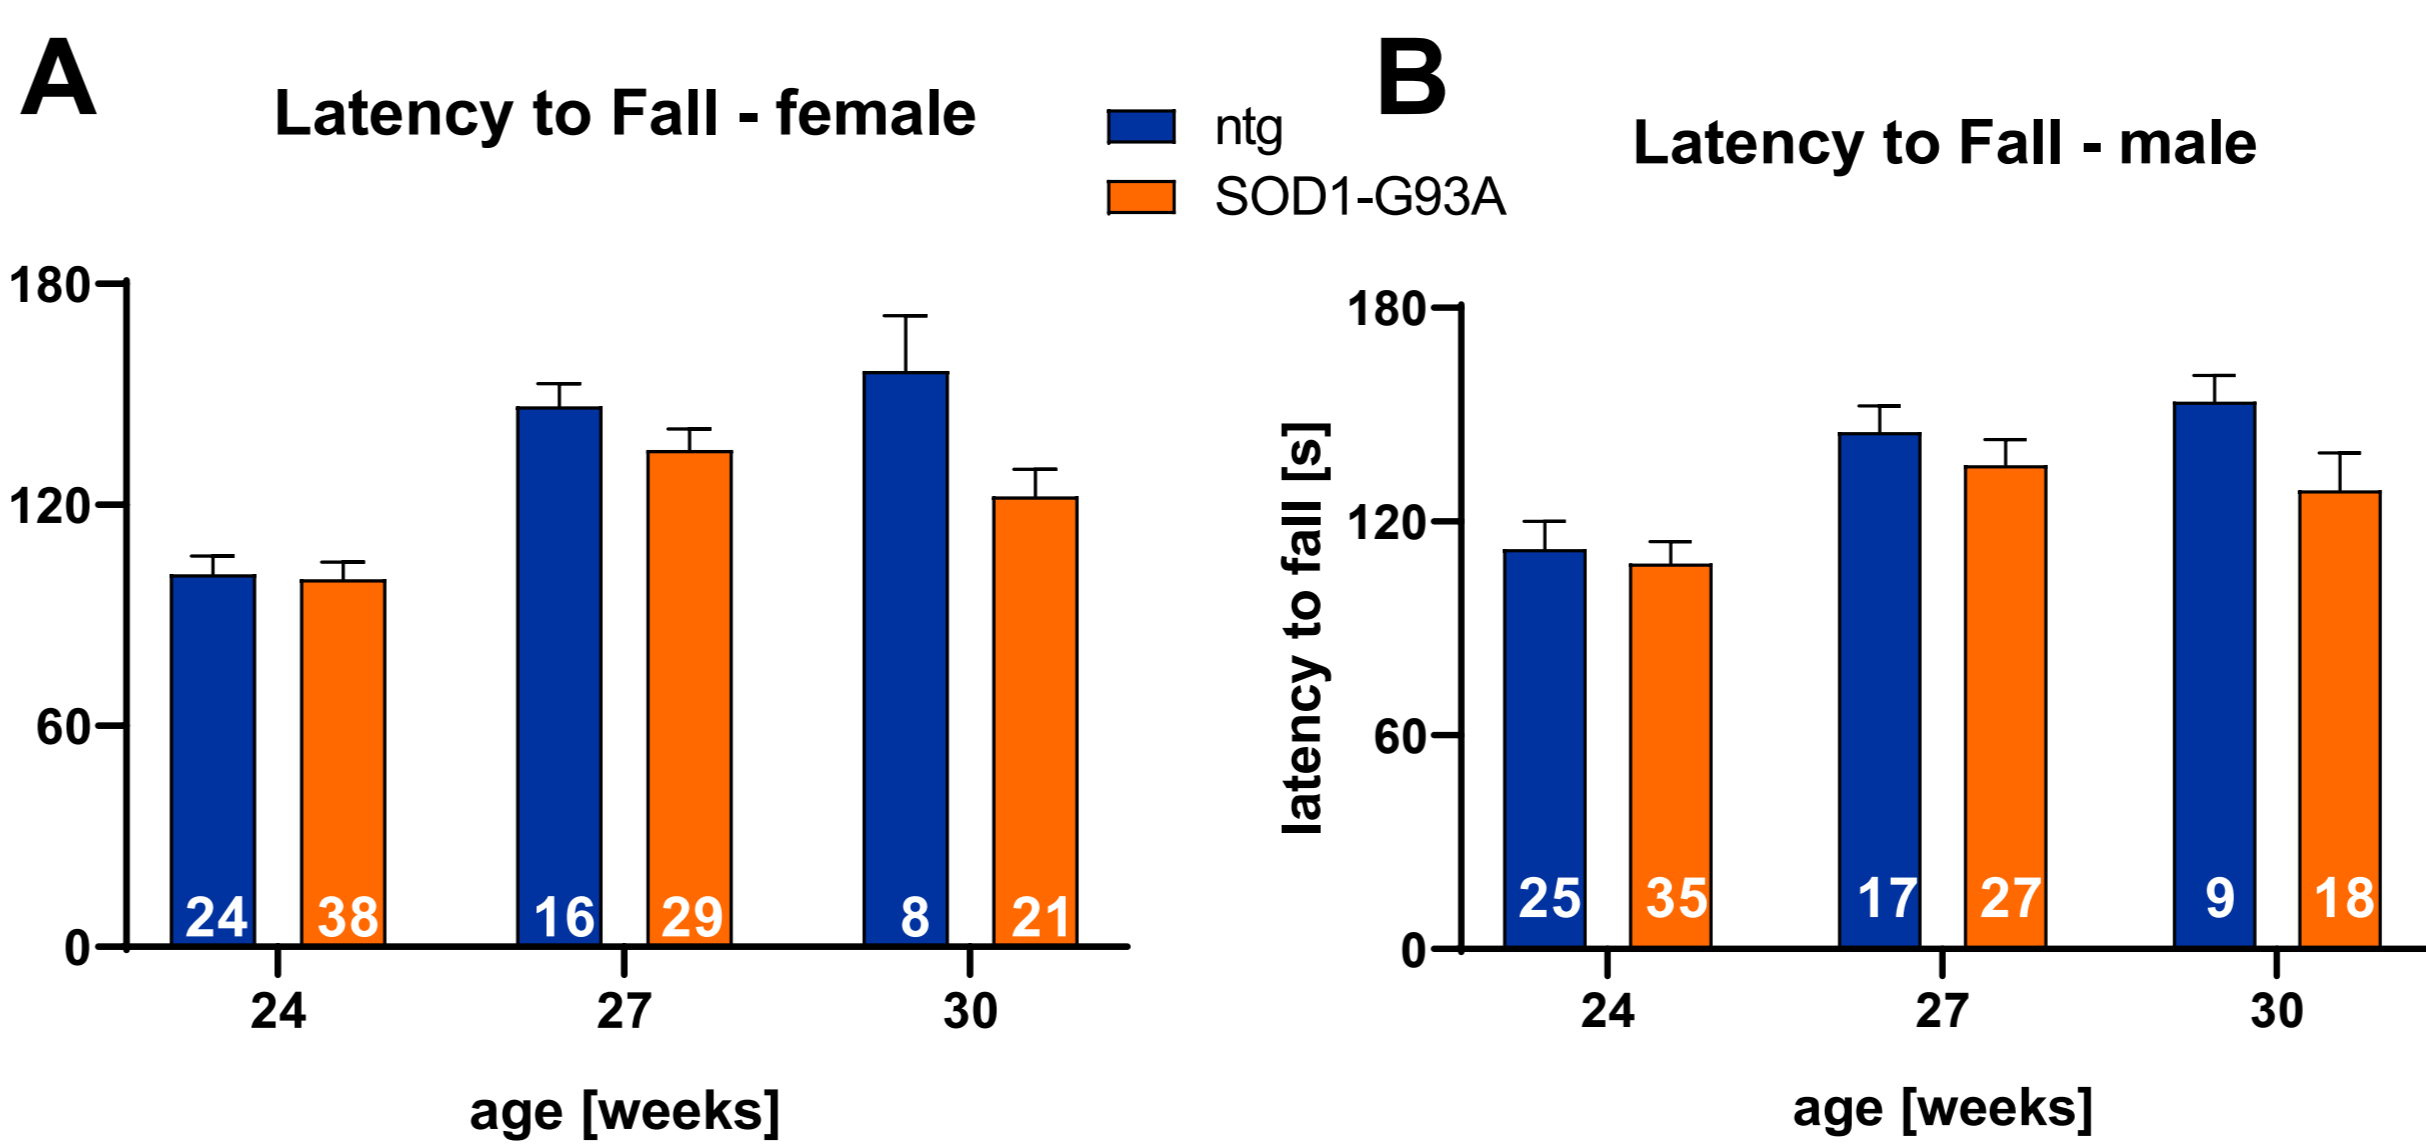 A
Latency to Fall - female
ntg
SOD1-G93A
180
120
60
0
24
38
16
29
8
21
24
27
30
age [weeks]
B
Latency to Fall - male
latency to fall [s]
180
120
60
0
25
35
17
27
9
18
24
27
30
age [weeks]